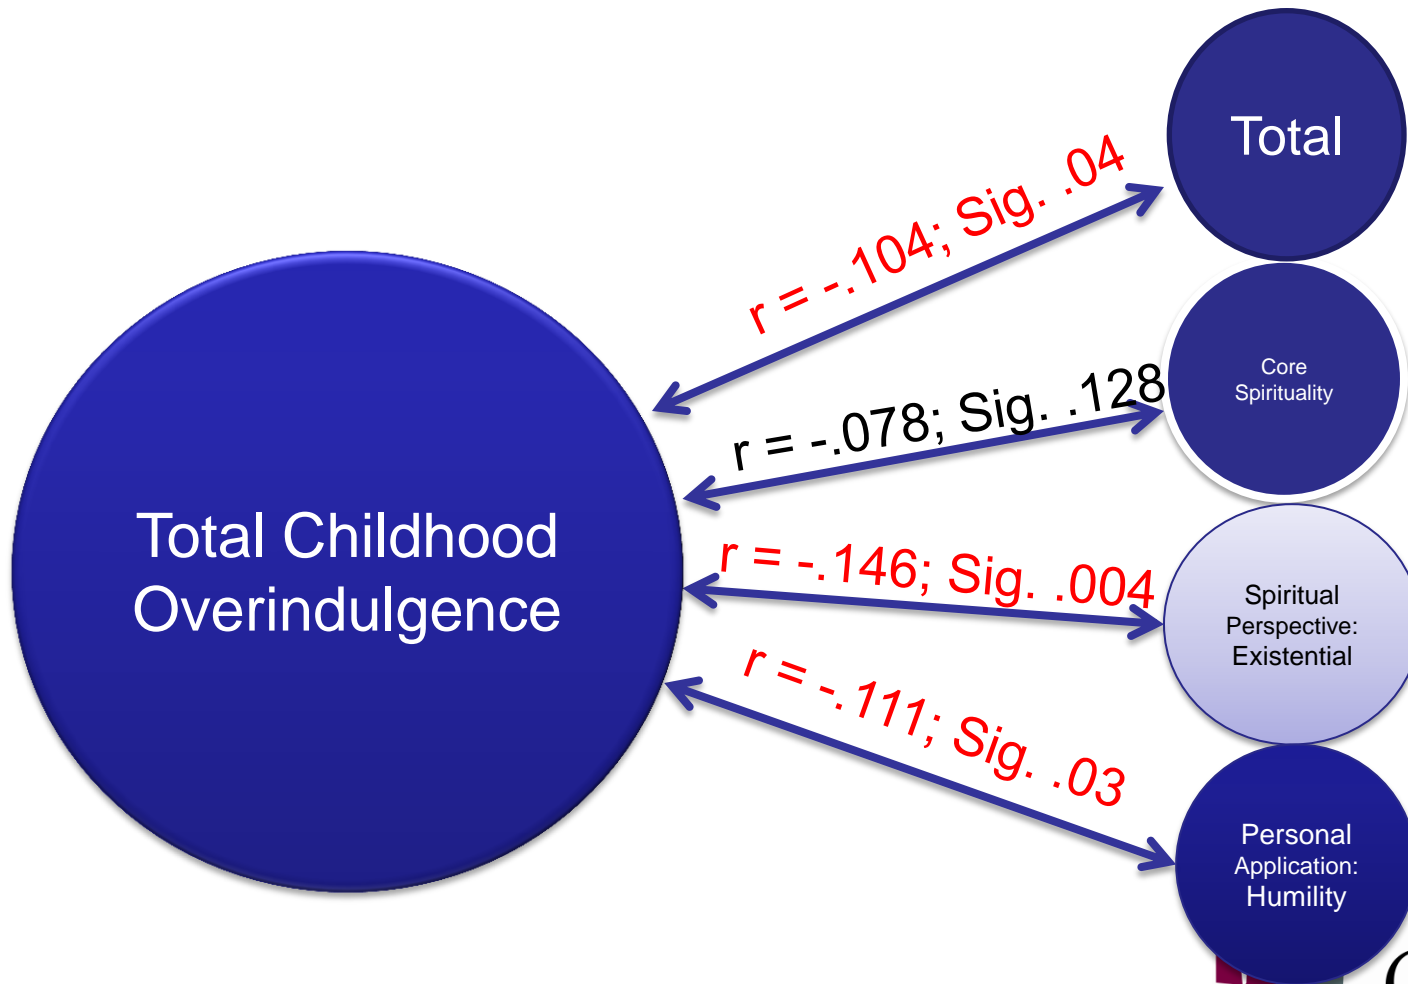 Total
r = -.104; Sig. .04
Core
Spirituality
r = -.078; Sig. .128
Total Childhood
Overindulgence
r = -.146; Sig. .004
Spiritual
Perspective:
Existential
r = -.111; Sig. .03
Personal
Application:
Humility